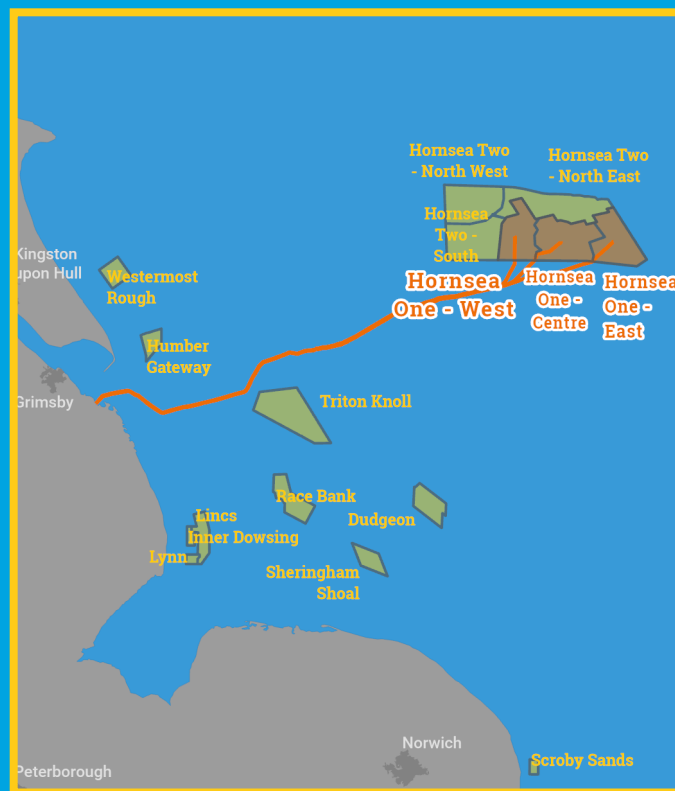 Hornsea Two
- North West
Hornsea Two
- North East
Hornsea
Two -
South
Kingston
upon Hull
Westermost
Rough
Hornsea
One - West
Hornsea
One -
Centre
Hornsea
One -
East
Humber
Gateway
Grimsby
Triton Knoll
Race Bank
Lincs
Inner Dowsing
Lynn
Dudgeon
Sheringham
Shoal
Norwich
Scroby Sands
Peterborough